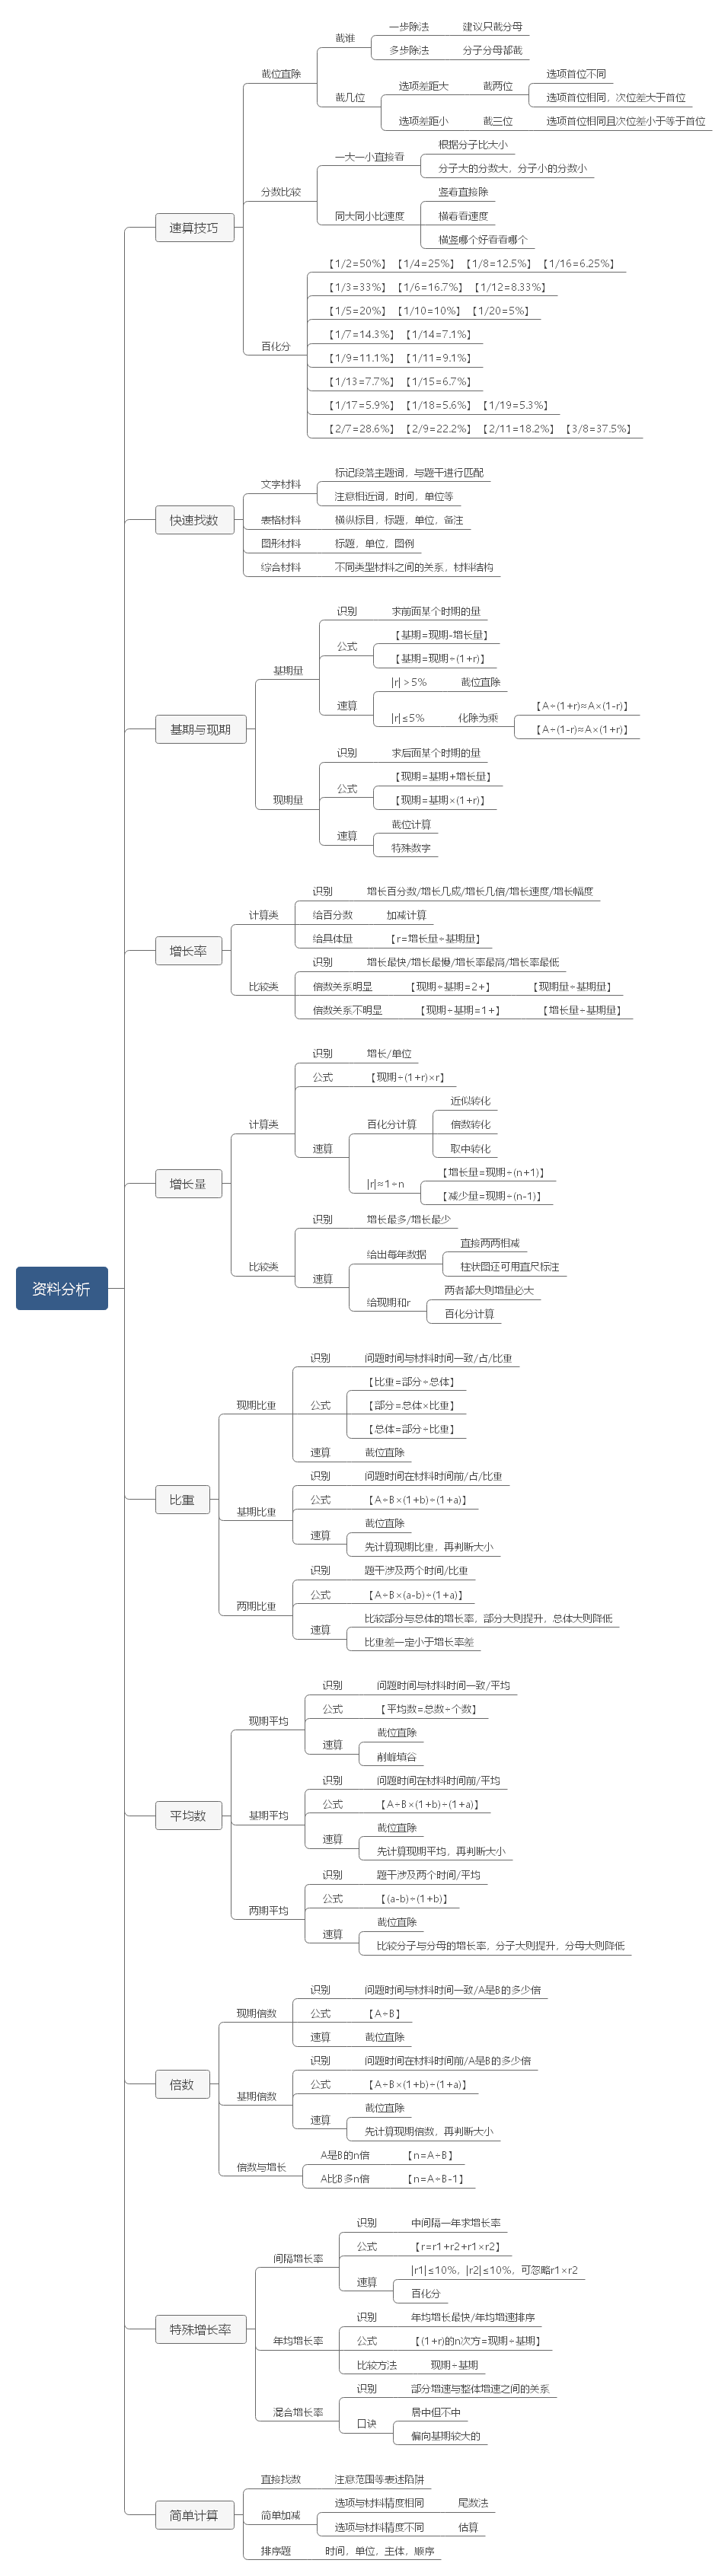 资料分析
速算技巧
截位直除
截谁
一步除法
建议只截分母
多步除法
分子分母都截
截几位
选项差距大
截两位
选项首位不同
选项首位相同，次位差大于首位
选项差距小
截三位
选项首位相同且次位差小于等于首位
分数比较
一大一小直接看
根据分子比大小
分子大的分数大，分子小的分数小
同大同小比速度
竖着直接除
横着看速度
横竖哪个好看看哪个
百化分
【1/2=50%】 【1/4=25%】 【1/8=12.5%】 【1/16=6.25%】
【1/3=33%】 【1/6=16.7%】 【1/12=8.33%】
【1/5=20%】 【1/10=10%】 【1/20=5%】
【1/7=14.3%】 【1/14=7.1%】
【1/9=11.1%】 【1/11=9.1%】
【1/13=7.7%】 【1/15=6.7%】
【1/17=5.9%】 【1/18=5.6%】 【1/19=5.3%】
【2/7=28.6%】 【2/9=22.2%】 【2/11=18.2%】 【3/8=37.5%】
快速找数
文字材料
标记段落主题词，与题干进行匹配
注意相近词，时间，单位等
表格材料
横纵标目，标题，单位，备注
图形材料
标题，单位，图例
综合材料
不同类型材料之间的关系，材料结构
基期与现期
基期量
识别
求前面某个时期的量
公式
【基期=现期-增长量】
【基期=现期÷(1+r)】
速算
|r|＞5%
截位直除
|r|≤5%
化除为乘
【A÷(1+r)≈A×(1-r)】
【A÷(1-r)≈A×(1+r)】
现期量
识别
求后面某个时期的量
公式
【现期=基期+增长量】
【现期=基期×(1+r)】
速算
截位计算
特殊数字
增长率
计算类
识别
增长百分数/增长几成/增长几倍/增长速度/增长幅度
给百分数
加减计算
给具体量
【r=增长量÷基期量】
比较类
识别
增长最快/增长最慢/增长率最高/增长率最低
倍数关系明显
【现期÷基期=2+】
【现期量÷基期量】
倍数关系不明显
【现期÷基期=1+】
【增长量÷基期量】
增长量
计算类
识别
增长/单位
公式
【现期÷(1+r)×r】
速算
百化分计算
近似转化
倍数转化
取中转化
|r|≈1÷n
【增长量=现期÷(n+1)】
【减少量=现期÷(n-1)】
比较类
识别
增长最多/增长最少
速算
给出每年数据
直接两两相减
柱状图还可用直尺标注
给现期和r
两者都大则增量必大
百化分计算
比重
现期比重
识别
问题时间与材料时间一致/占/比重
公式
【比重=部分÷总体】
【部分=总体×比重】
【总体=部分÷比重】
速算
截位直除
基期比重
识别
问题时间在材料时间前/占/比重
公式
【A÷B×(1+b)÷(1+a)】
速算
截位直除
先计算现期比重，再判断大小
两期比重
识别
题干涉及两个时间/比重
公式
【A÷B×(a-b)÷(1+a)】
速算
比较部分与总体的增长率，部分大则提升，总体大则降低
比重差一定小于增长率差
平均数
现期平均
识别
问题时间与材料时间一致/平均
公式
【平均数=总数÷个数】
速算
截位直除
削峰填谷
基期平均
识别
问题时间在材料时间前/平均
公式
【A÷B×(1+b)÷(1+a)】
速算
截位直除
先计算现期平均，再判断大小
两期平均
识别
题干涉及两个时间/平均
公式
【(a-b)÷(1+b)】
速算
截位直除
比较分子与分母的增长率，分子大则提升，分母大则降低
倍数
现期倍数
识别
问题时间与材料时间一致/A是B的多少倍
公式
【A÷B】
速算
截位直除
基期倍数
识别
问题时间在材料时间前/A是B的多少倍
公式
【A÷B×(1+b)÷(1+a)】
速算
截位直除
先计算现期倍数，再判断大小
倍数与增长
A是B的n倍
【n=A÷B】
A比B多n倍
【n=A÷B-1】
特殊增长率
间隔增长率
识别
中间隔一年求增长率
公式
【r=r1+r2+r1×r2】
速算
|r1|≤10%，|r2|≤10%，可忽略r1×r2
百化分
年均增长率
识别
年均增长最快/年均增速排序
公式
【(1+r)的n次方=现期÷基期】
比较方法
现期÷基期
混合增长率
识别
部分增速与整体增速之间的关系
口诀
居中但不中
偏向基期较大的
简单计算
直接找数
注意范围等表述陷阱
简单加减
选项与材料精度相同
尾数法
选项与材料精度不同
估算
排序题
时间，单位，主体，顺序